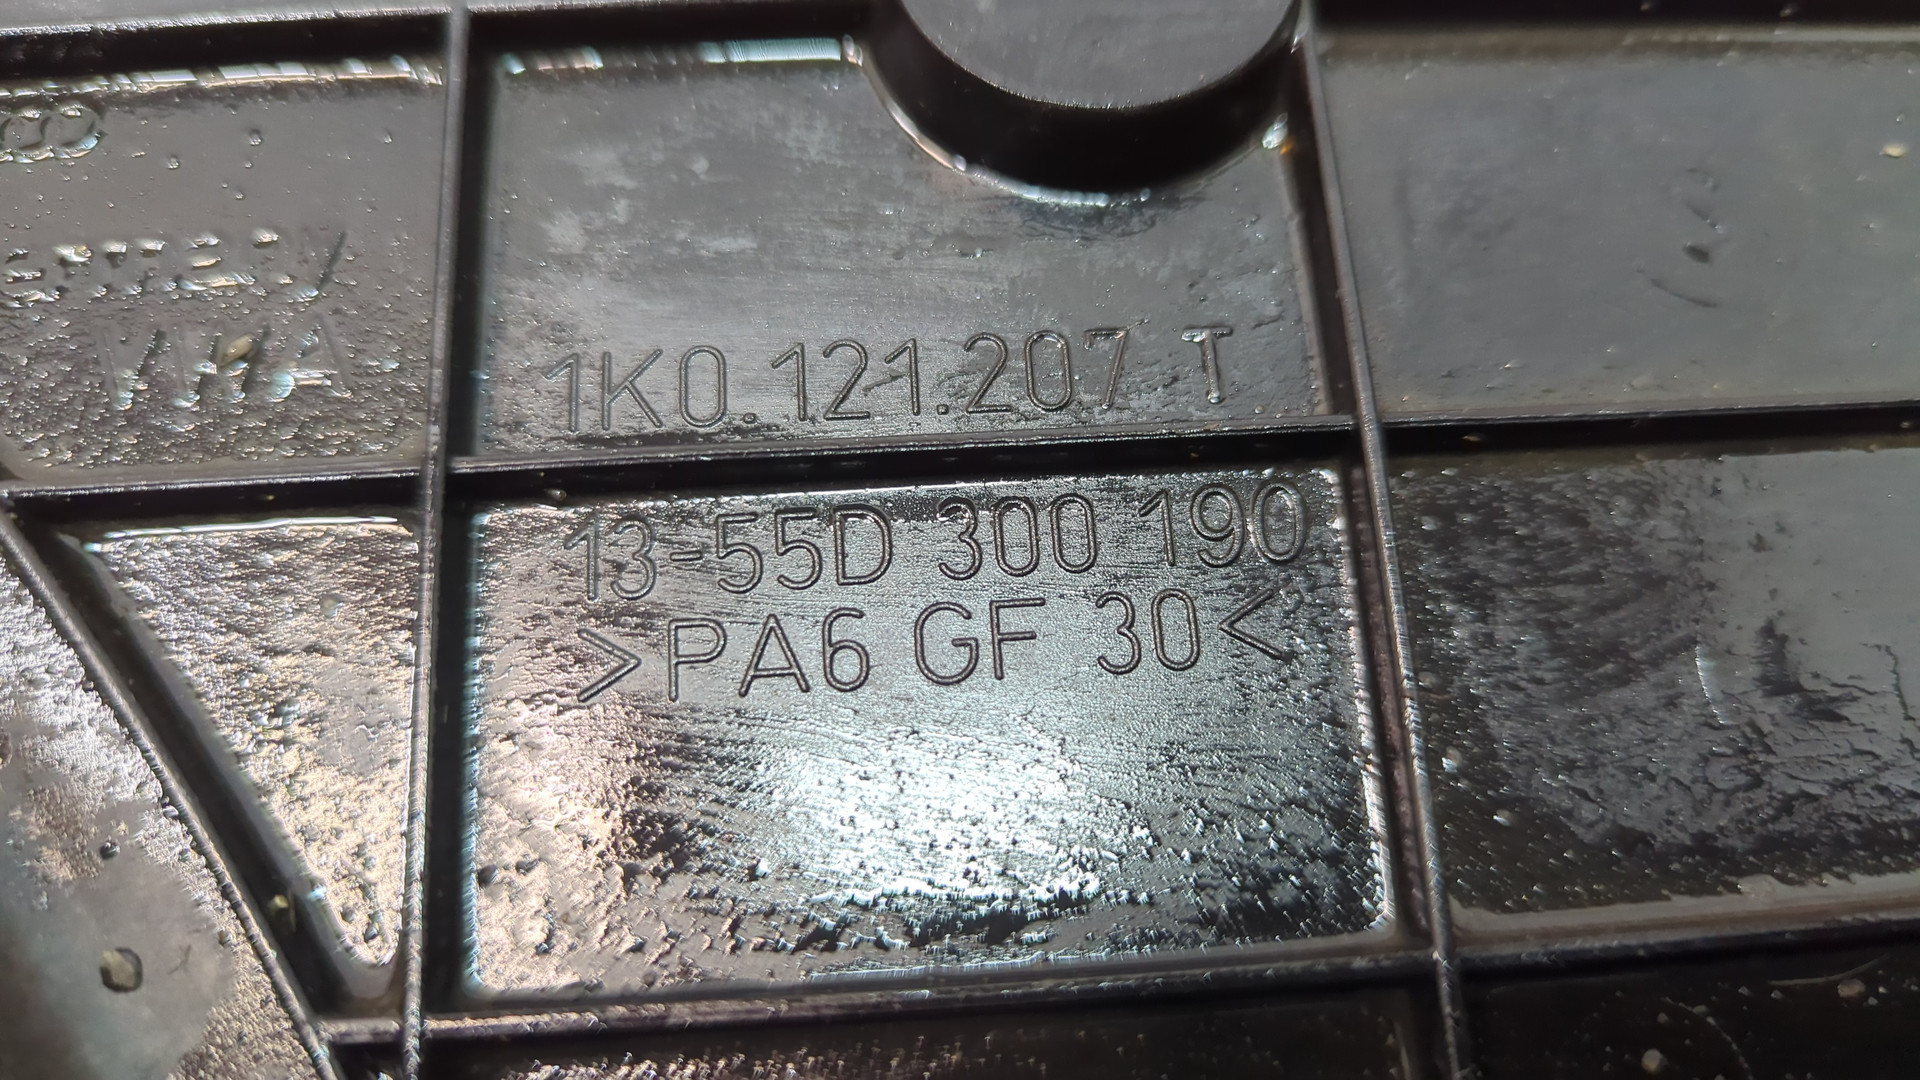 1K0.121.207 T
13-55D 300 190
>PA6 GF 30<